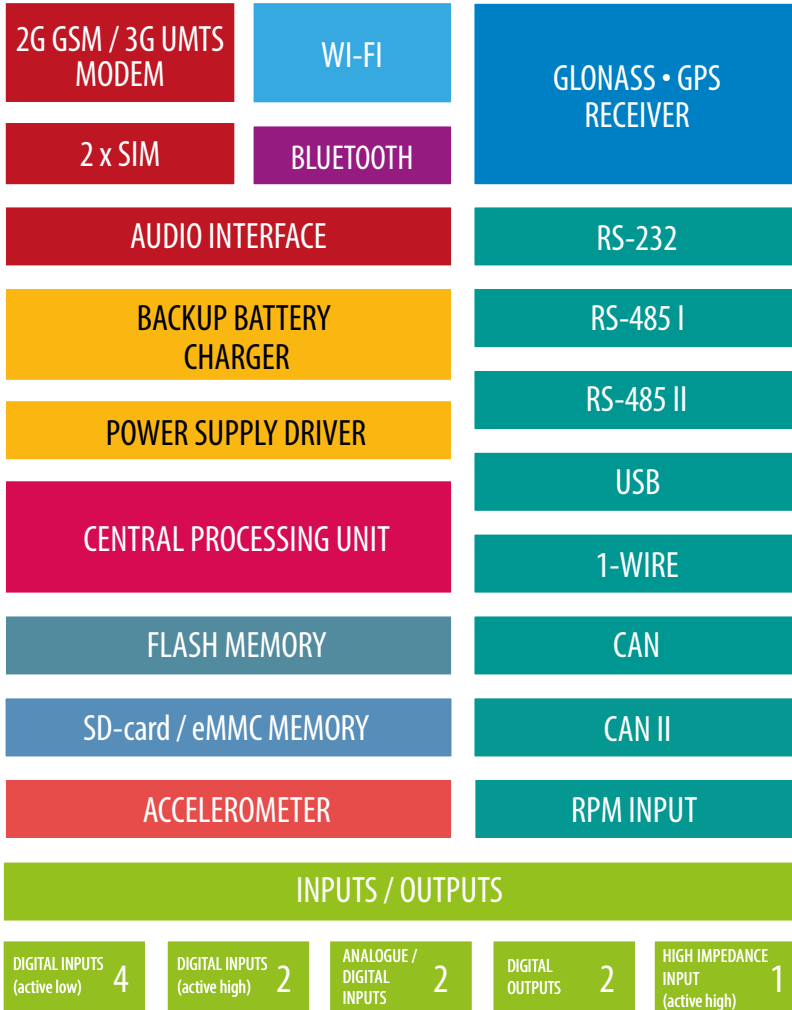 2G GSM / 3G UMTS
MODEM
WI-FI
GLONASS • GPS
RECEIVER
2 x SIM
BLUETOOTH
AUDIO INTERFACE
RS-232
BACKUP BATTERY
CHARGER
RS-485 I
RS-485 II
POWER SUPPLY DRIVER
USB
CENTRAL PROCESSING UNIT
1-WIRE
FLASH MEMORY
CAN
SD-card / eMMC MEMORY
CAN II
ACCELEROMETER
RPM INPUT
INPUTS / OUTPUTS
DIGITAL INPUTS
(active low)
4
DIGITAL INPUTS
(active high)
2
ANALOGUE /
DIGITAL
INPUTS
2
DIGITAL
OUTPUTS
2
HIGH IMPEDANCE
INPUT
(active high)
1